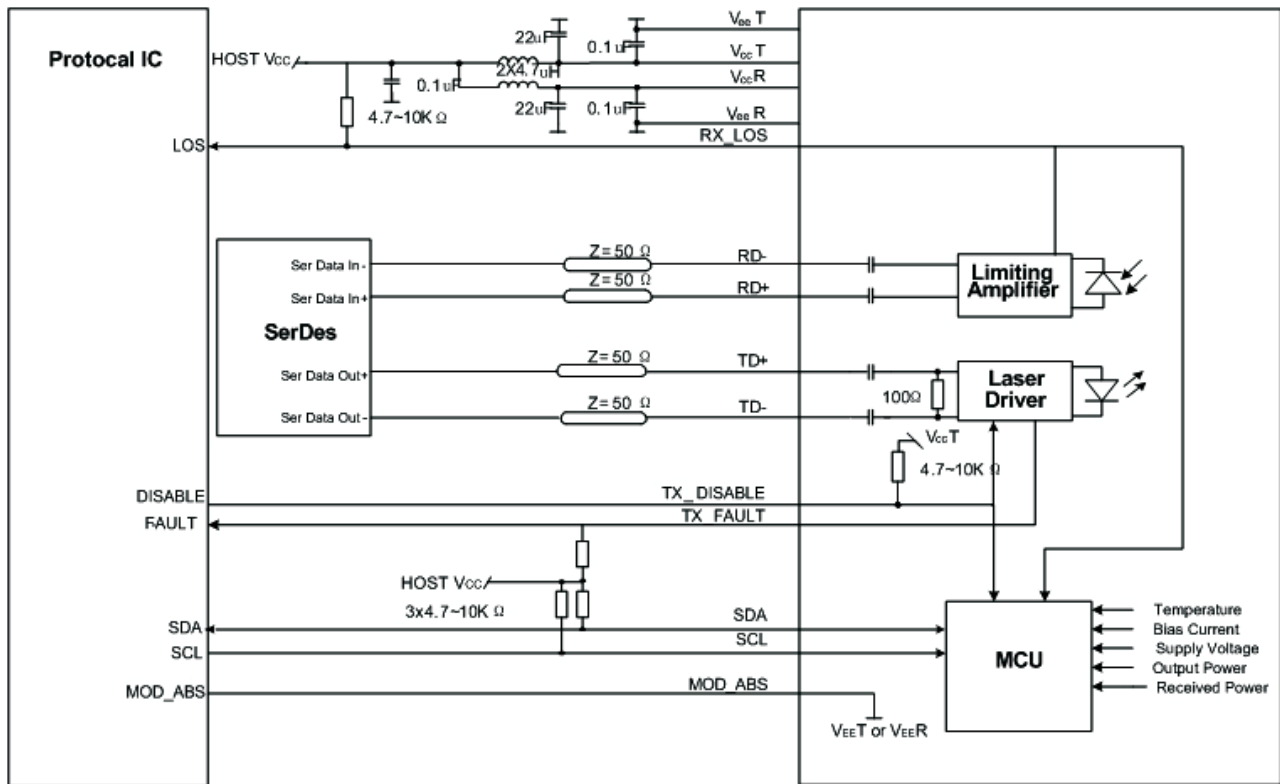 Protocal IC
HOST Vcc
22uF
0.1uF
VeeT
VccT
2X4.7uH
0.1uF
VccR
4.7~10K Ω
22uF
0.1uF
VeeR
LOS
RX_LOS
Ser Data In -
Z= 50 Ω
RD-
Ser Data In+
Z= 50 Ω
RD+
Limiting
Amplifier
SerDes
Ser Data Out+
Z= 50 Ω
TD+
Laser
Driver
100Ω
Ser Data Out -
Z= 50 Ω
TD-
VccT
4.7~10K Ω
DISABLE
TX_DISABLE
FAULT
TX FAULT
HOST Vcc
3x4.7~10K Ω
SDA
SDA
SCL
SCL
MCU
Temperature
Bias Current
Supply Voltage
Output Power
Received Power
MOD_ABS
MOD_ABS
VEET or VEER